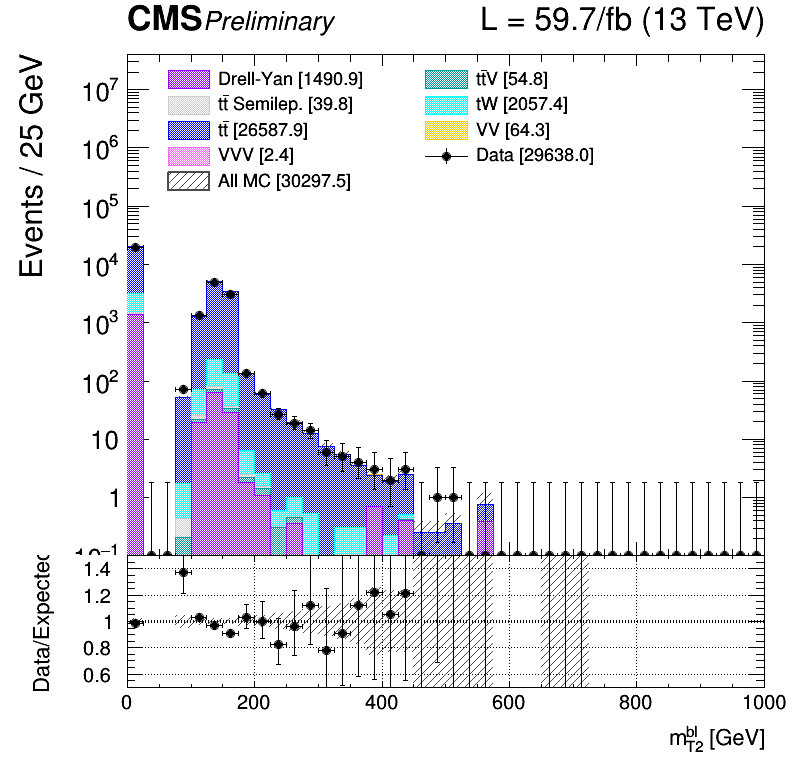 CMS Preliminary L = 59.7/fb (13 TeV)
Events / 25 GeV
10⁷
10⁶
10⁵
10⁴
10³
10²
10
1
10⁻¹
Drell-Yan [1490.9]
tt̄ Semilep. [39.8]
tt̄ [26587.9]
VVV [2.4]
All MC [30297.5]
tt̄V [54.8]
tW [2057.4]
VV [64.3]
Data [29638.0]
Data/Expected
1.4
1.2
1
0.8
0.6
0 200 400 600 800 1000
m_{T2}^{bl} [GeV]